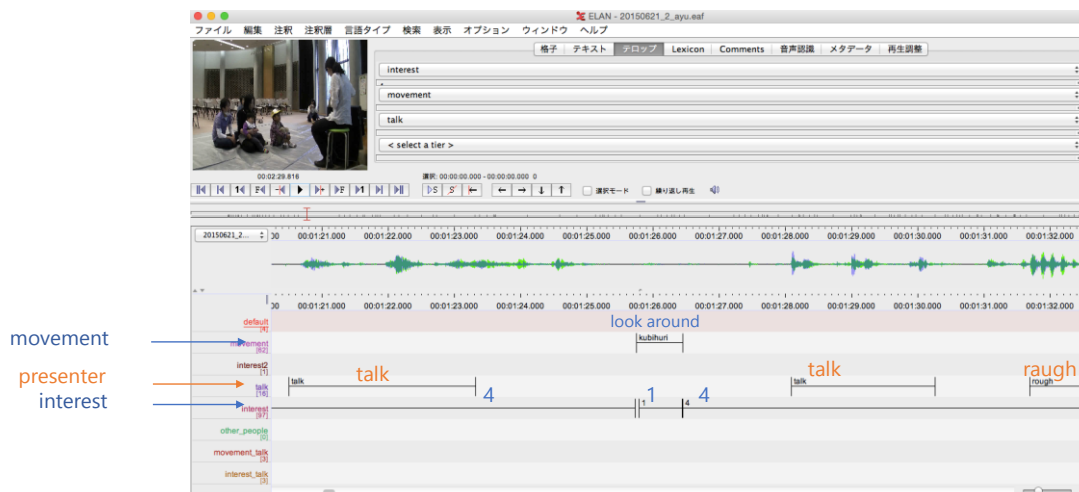 ELAN - 20150621_2_ayu.eaf
ファイル 編集 注釈 注釈層 言語タイプ 検索 表示 オプション ウィンドウ ヘルプ
格子 テキスト テロップ Lexicon Comments 音声認識 メタデータ 再生調整
interest
movement
talk
< select a tier >
00:02:29.816 選択: 00:00:00.000 - 00:00:00.000 0
選択モード 繰り返し再生
20150621_2... 00:01:21.000 00:01:22.000 00:01:23.000 00:01:24.000 00:01:25.000 00:01:26.000 00:01:27.000 00:01:28.000 00:01:29.000 00:01:30.000 00:01:31.000 00:01:32.000
00:01:21.000 00:01:22.000 00:01:23.000 00:01:24.000 00:01:25.000 00:01:26.000 00:01:27.000 00:01:28.000 00:01:29.000 00:01:30.000 00:01:31.000 00:01:32.000
default
[4]
look around
movement
movement
[82]
kubihuri
interest2
[1]
presenter
talk
[16]
talk
talk
talk
talk
raugh
rough
interest
interest
[97]
4
1
1
4
4
other_people
[0]
movement_talk
[3]
interest_talk
[3]